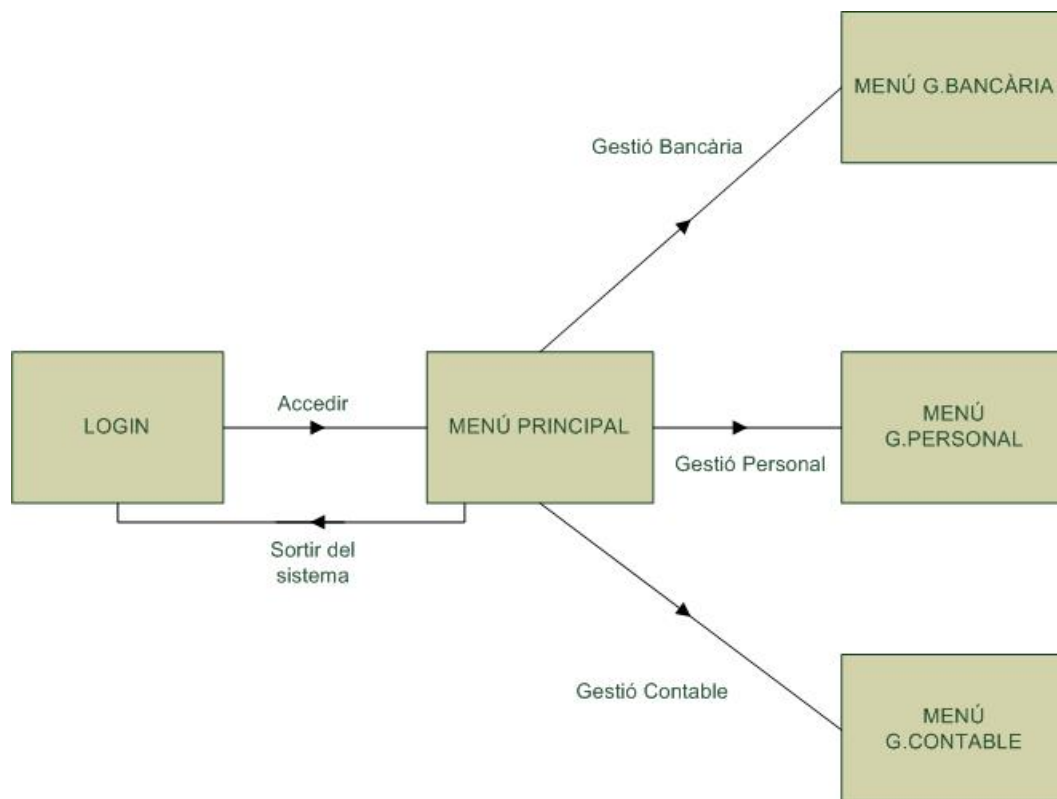 MENÚ G.BANCÀRIA
Gestió Bancària
LOGIN
Accedir
MENÚ PRINCIPAL
Gestió Personal
MENÚ
G.PERSONAL
Sortir del
sistema
Gestió Contable
MENÚ
G.CONTABLE